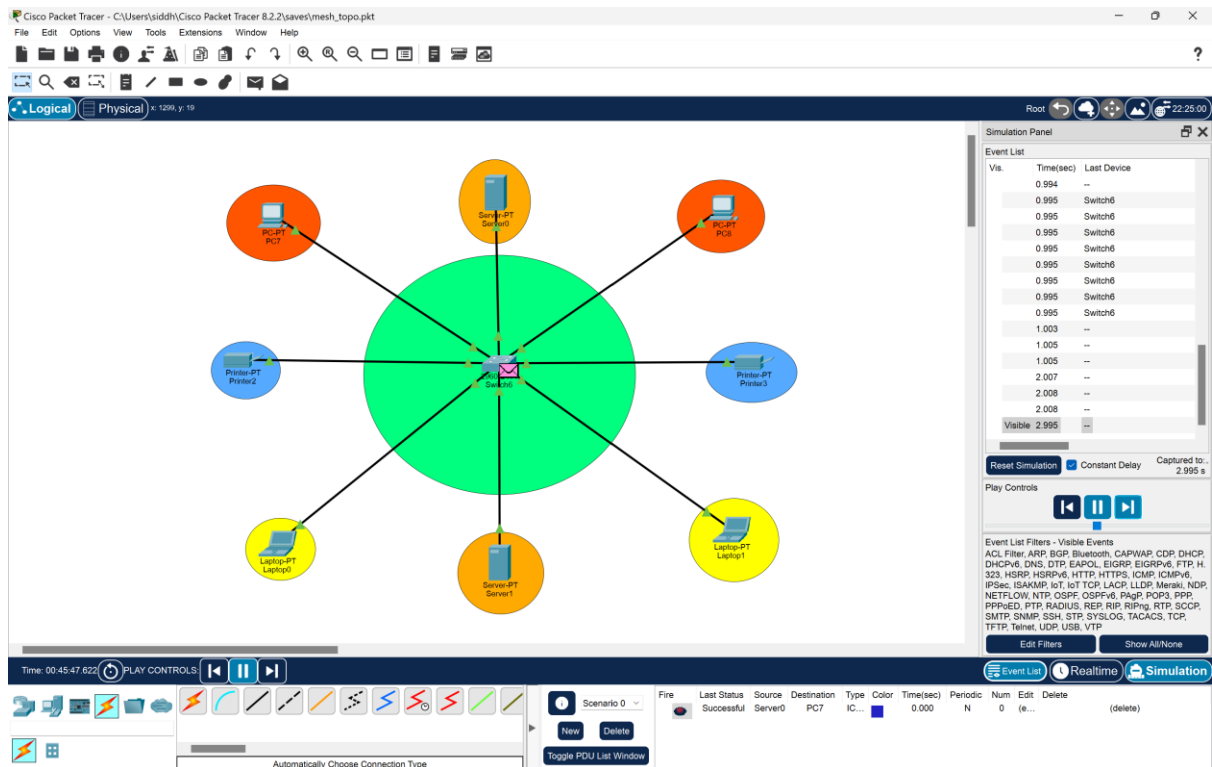 Cisco Packet Tracer - C:\Users\siddh\Cisco Packet Tracer 8.2.2\saves\mesh_topo.pkt
File Edit Options View Tools Extensions Window Help
?
Logical Physical x: 1299, y: 19
Root 22:25:00
Simulation Panel
Event List
Vis. Time(sec) Last Device
0.994 --
0.995 Switch6
0.995 Switch6
0.995 Switch6
0.995 Switch6
0.995 Switch6
0.995 Switch6
0.995 Switch6
0.995 Switch6
1.003 --
1.005 --
1.005 --
2.007 --
2.008 --
2.008 --
Visible 2.995 --
Reset Simulation Constant Delay Captured to:.
2.995 s
Play Controls
Event List Filters - Visible Events
ACL Filter, ARP, BGP, Bluetooth, CAPWAP, CDP, DHCP,
DHCPv6, DNS, DTP, EAPOL, EIGRP, EIGRPv6, FTP, H.
323, HSRP, HSRPv6, HTTP, HTTPS, ICMP, ICMPv6,
IPSec, ISAKMP, IoT, IoT TCP, LACP, LLDP, Meraki, NDP,
NETFLOW, NTP, OSPF, OSPFv6, PAgP, POP3, PPP,
PPPoED, PTP, RADIUS, REP, RIP, RIPng, RTP, SCCP,
SMTP, SNMP, SSH, STP, SYSLOG, TACACS, TCP,
TFTP, Telnet, UDP, USB, VTP
Edit Filters Show All/None
PC-PT
PC7
Server-PT
Server0
PC-PT
PC8
Printer-PT
Printer2
Switch6
Printer-PT
Printer3
Laptop-PT
Laptop0
Server-PT
Server1
Laptop-PT
Laptop1
Time: 00:45:47.622 PLAY CONTROLS:
Event List Realtime Simulation
Automatically Choose Connection Type
Scenario 0
New Delete
Toggle PDU List Window
Fire Last Status Source Destination Type Color Time(sec) Periodic Num Edit Delete
Successful Server0 PC7 IC... 0.000 N 0 (e... (delete)